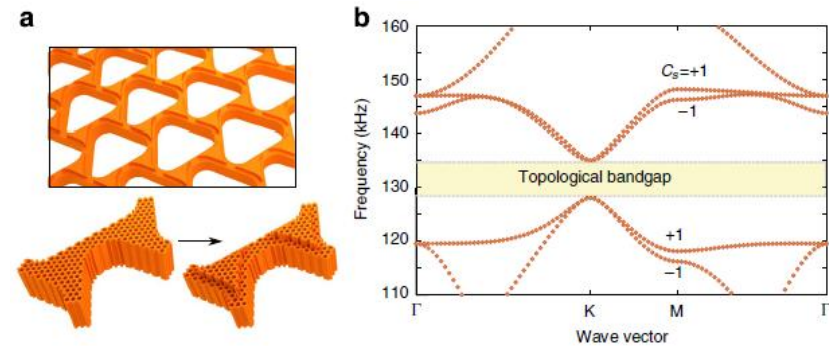 a
b
160
150
140
130
120
110
Frequency (kHz)
C_s=+1
−1
Topological bandgap
+1
−1
Γ
K
M
Γ
Wave vector